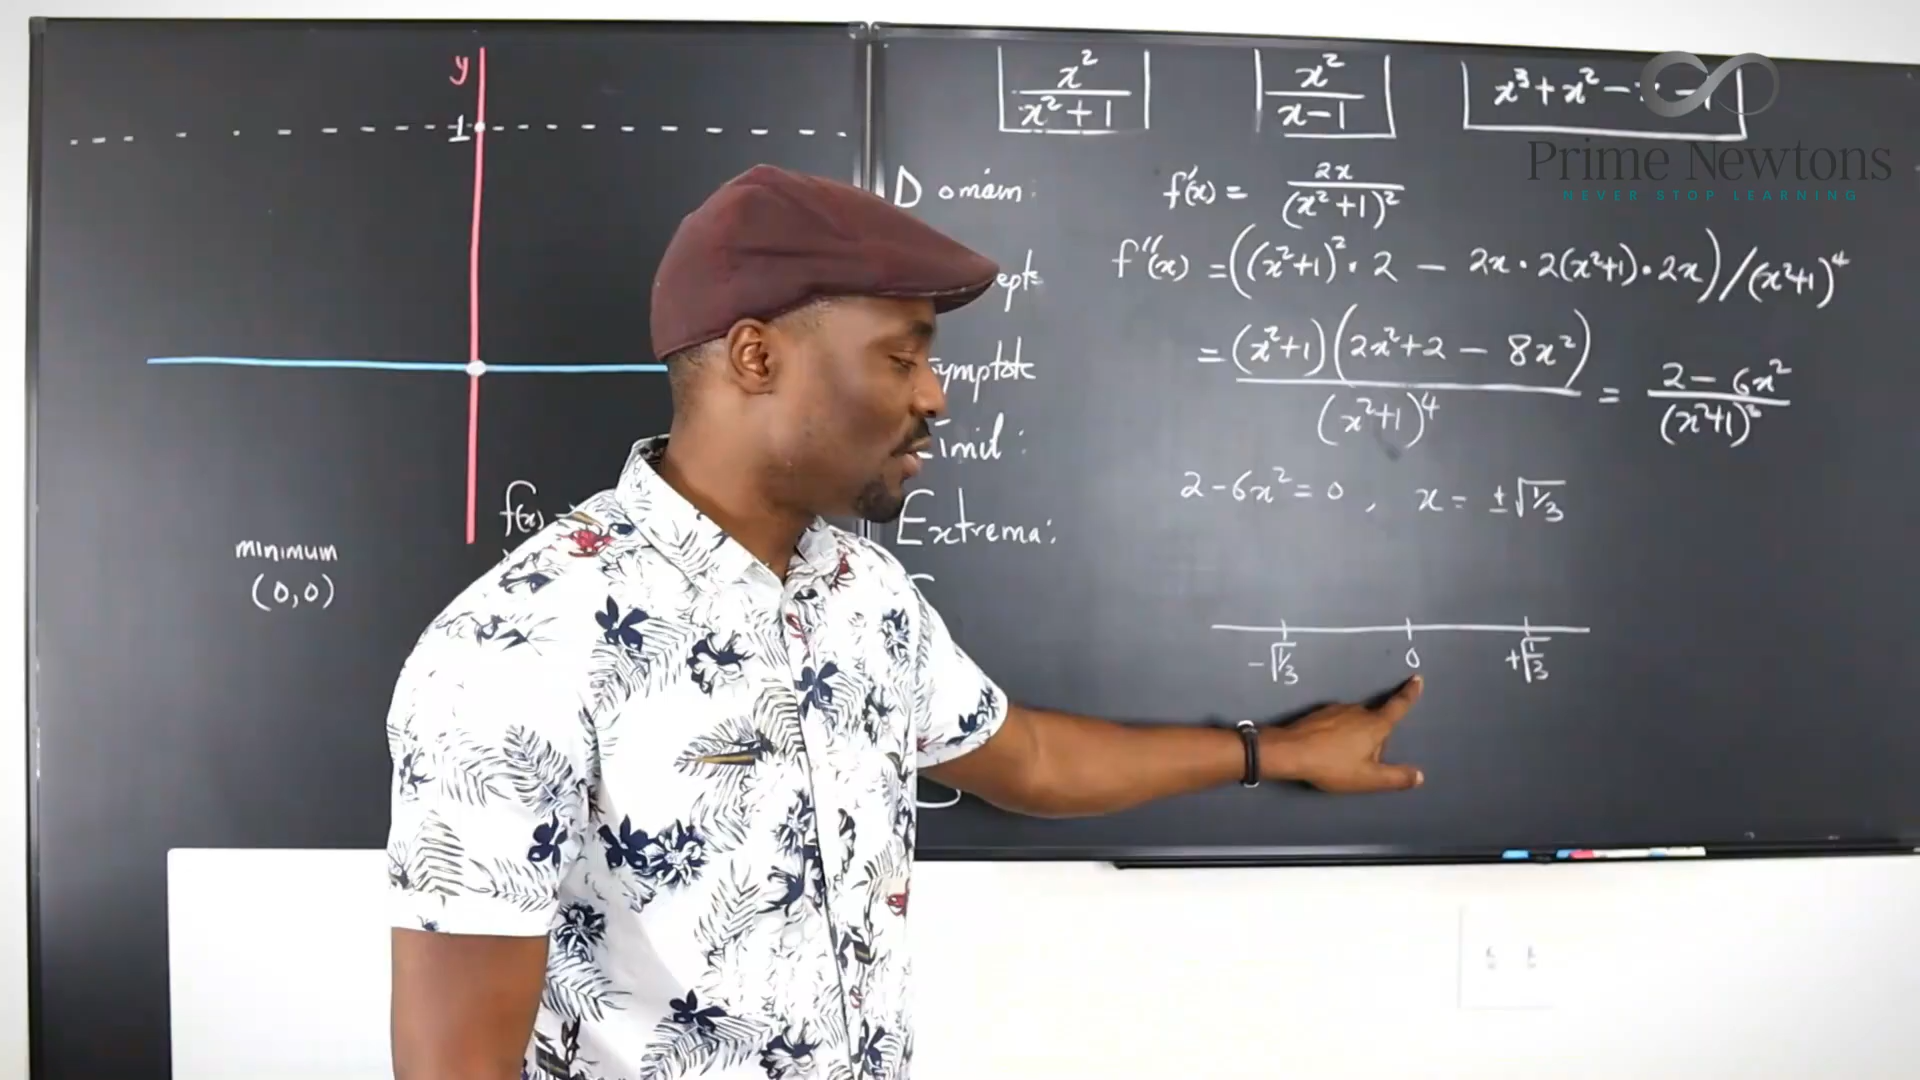 y
1
minimum
(0,0)
f(x)
x²/(x²+1)
x²/(x-1)
x³+x²- -1
Prime Newtons
NEVER STOP LEARNING
Domain:
f'(x) = 2x/(x²+1)²
f''(x) = ((x²+1)²·2 - 2x·2(x²+1)·2x)/(x²+1)⁴
= (x²+1)(2x²+2-8x²)/(x²+1)⁴ = (2-6x²)/(x²+1)³
2-6x²=0, x = ±√1/3
Extrema:
-√1/3 0 +√1/3